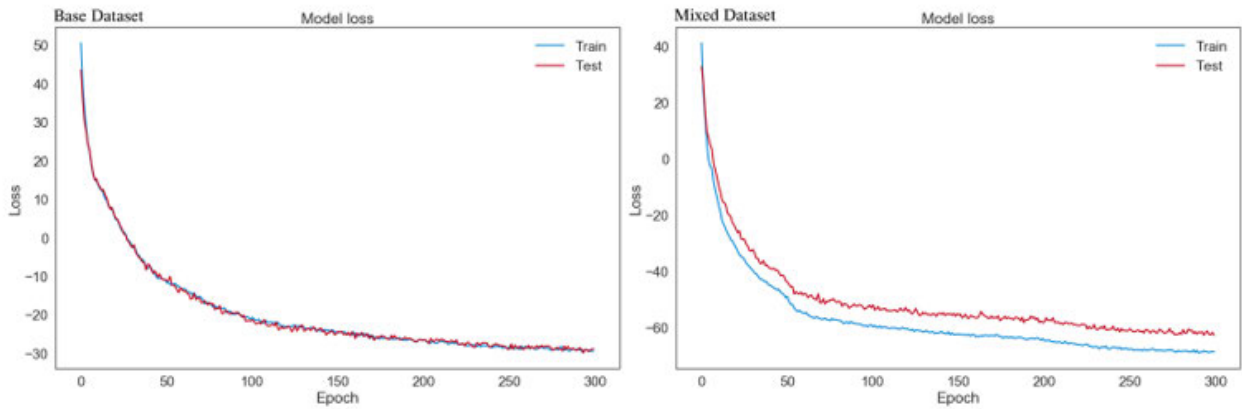 Base Dataset
Model loss
50
40
30
20
10
0
−10
−20
−30
Loss
0 50 100 150 200 250 300
Epoch
Train
Test
Mixed Dataset
Model loss
40
20
0
−20
−40
−60
Loss
0 50 100 150 200 250 300
Epoch
Train
Test